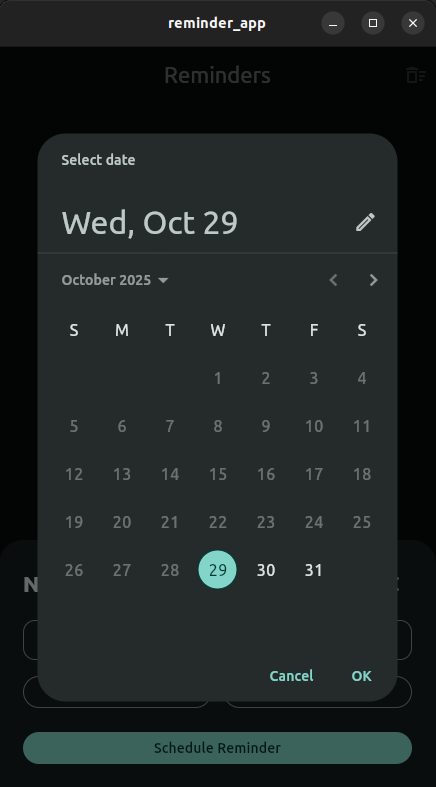 reminder_app
Reminders
Select date
Wed, Oct 29
October 2025
S M T W T F S
1 2 3 4
5 6 7 8 9 10 11
12 13 14 15 16 17 18
19 20 21 22 23 24 25
26 27 28 29 30 31
Cancel OK
Schedule Reminder